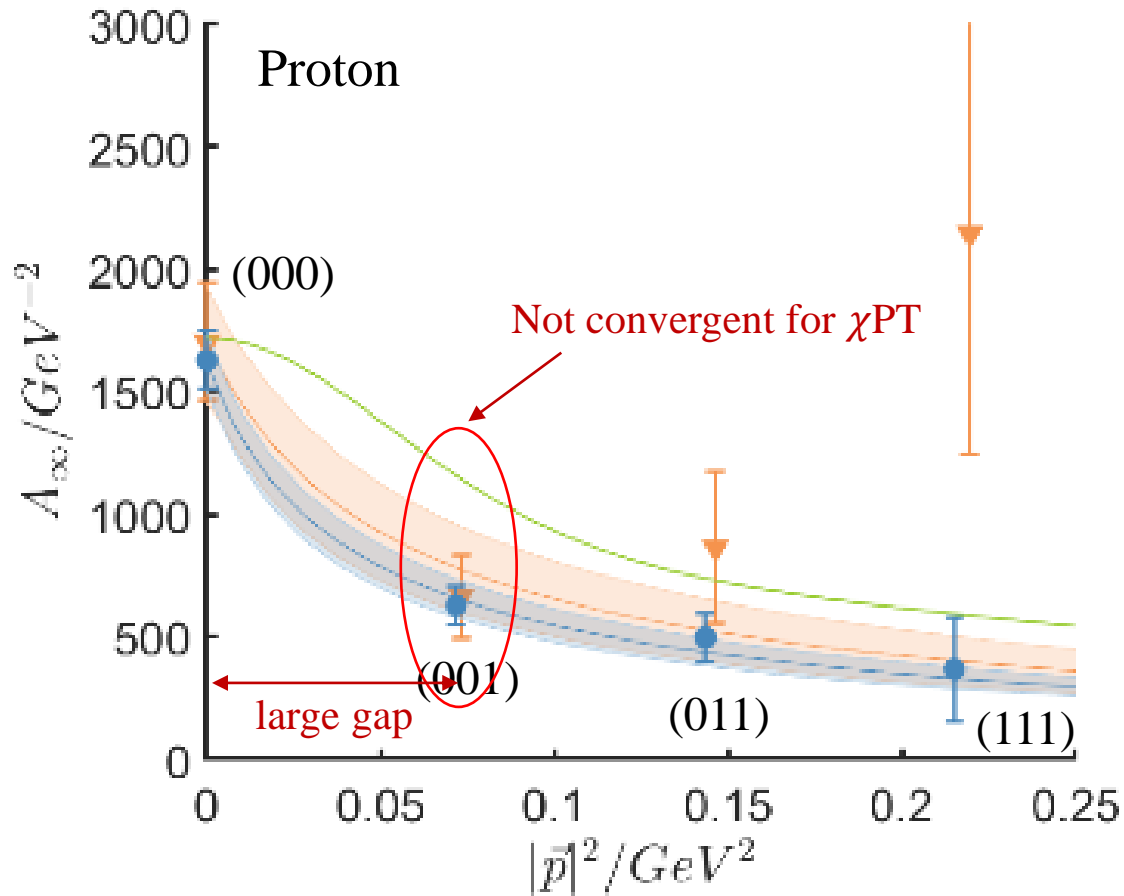 Proton
3000
2500
2000
1500
1000
500
0
(000)
Not convergent for χPT
(001)
large gap
(011)
(111)
0 0.05 0.1 0.15 0.2 0.25
A∞/GeV⁻²
|p⃗|²/GeV²